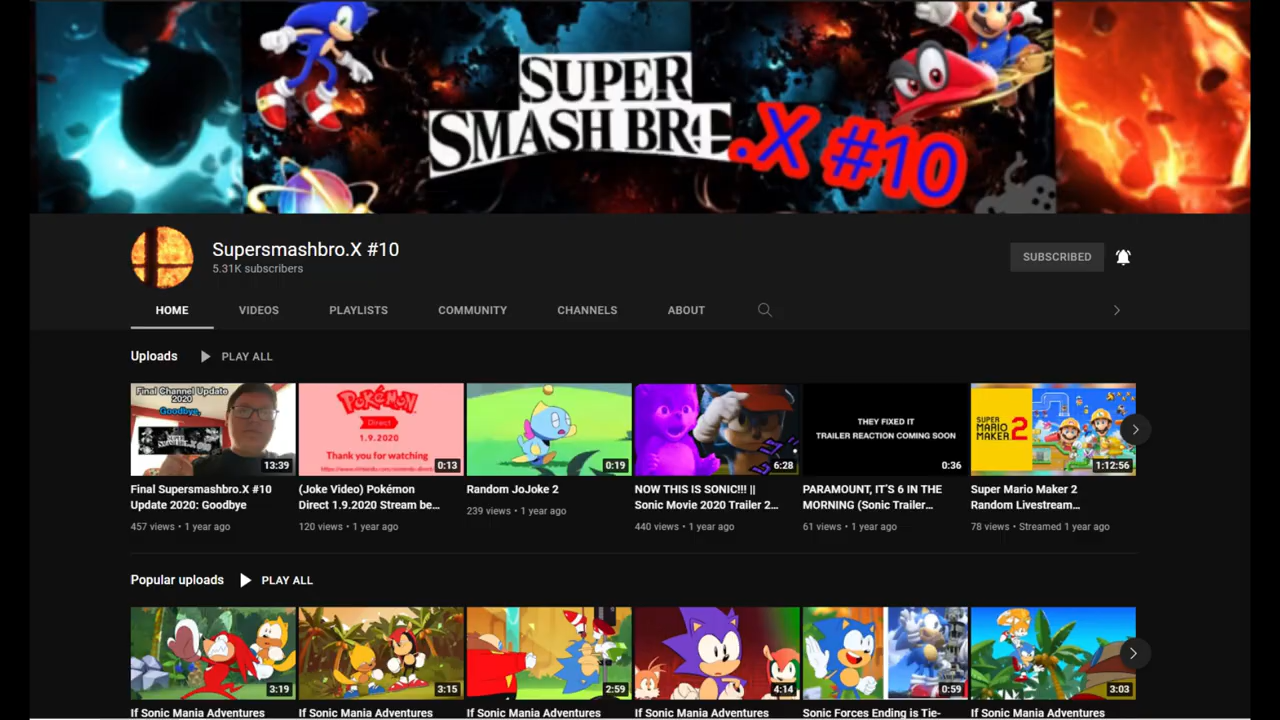 SUPER
SMASH BR
.X #10
Supersmashbro.X #10
5.31K subscribers
SUBSCRIBED
HOME
VIDEOS
PLAYLISTS
COMMUNITY
CHANNELS
ABOUT
Uploads
PLAY ALL
Final Channel Update
2020
Goodbye,
13:39
POKéMON
Direct
1.9.2020
Thank you for watching
0:13
0:19
6:28
THEY FIXED IT
TRAILER REACTION COMING SOON
0:36
SUPER
MARIO
MAKER 2
1:12:56
Final Supersmashbro.X #10
Update 2020: Goodbye
457 views • 1 year ago
(Joke Video) Pokémon
Direct 1.9.2020 Stream be...
120 views • 1 year ago
Random JoJoke 2
239 views • 1 year ago
NOW THIS IS SONIC!!! ||
Sonic Movie 2020 Trailer 2...
440 views • 1 year ago
PARAMOUNT, IT'S 6 IN THE
MORNING (Sonic Trailer...
61 views • 1 year ago
Super Mario Maker 2
Random Livestream...
78 views • Streamed 1 year ago
Popular uploads
PLAY ALL
3:19
3:15
2:59
4:14
0:59
3:03
If Sonic Mania Adventures
If Sonic Mania Adventures
If Sonic Mania Adventures
If Sonic Mania Adventures
Sonic Forces Ending is Tie-
If Sonic Mania Adventures